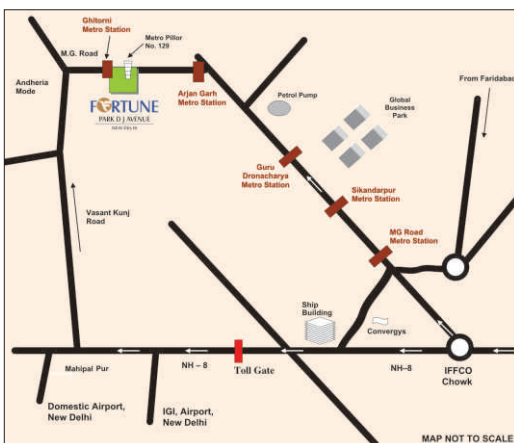 Ghitorni
Metro Station
Metro Pillor
No. 129
M.G. Road
Andheria
Mode
FORTUNE
PARK D J AVENUE
NEW DELHI
Arjan Garh
Metro Station
Petrol Pump
Global
Business
Park
From Faridabad
Guru
Dronacharya
Metro Station
Sikandarpur
Metro Station
MG Road
Metro Station
Vasant Kunj
Road
Ship
Building
Convergys
Mahipal Pur
NH – 8
Toll Gate
NH–8
IFFCO
Chowk
Domestic Airport,
New Delhi
IGI, Airport,
New Delhi
MAP NOT TO SCALE